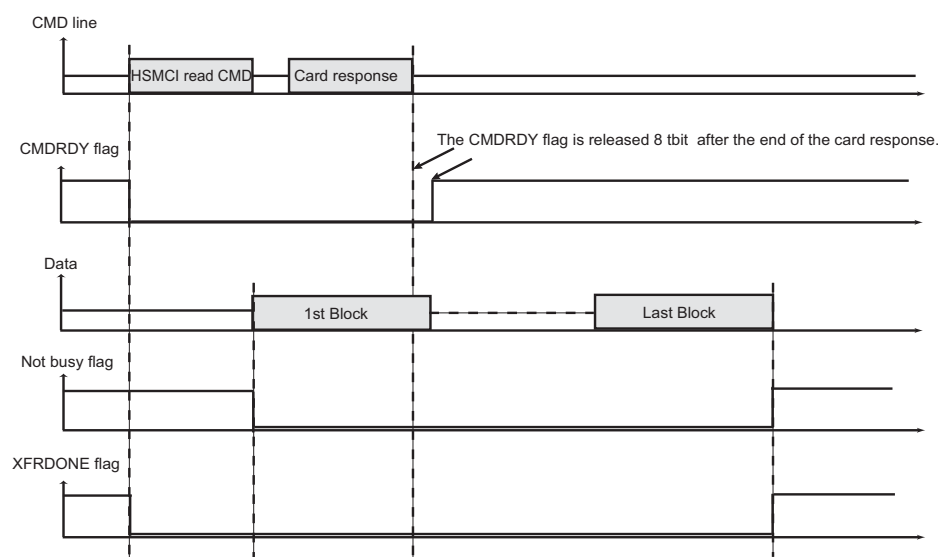 CMD line
HSMCI read CMD
Card response
The CMDRDY flag is released 8 tbit after the end of the card response.
CMDRDY flag
Data
1st Block
Last Block
Not busy flag
XFRDONE flag